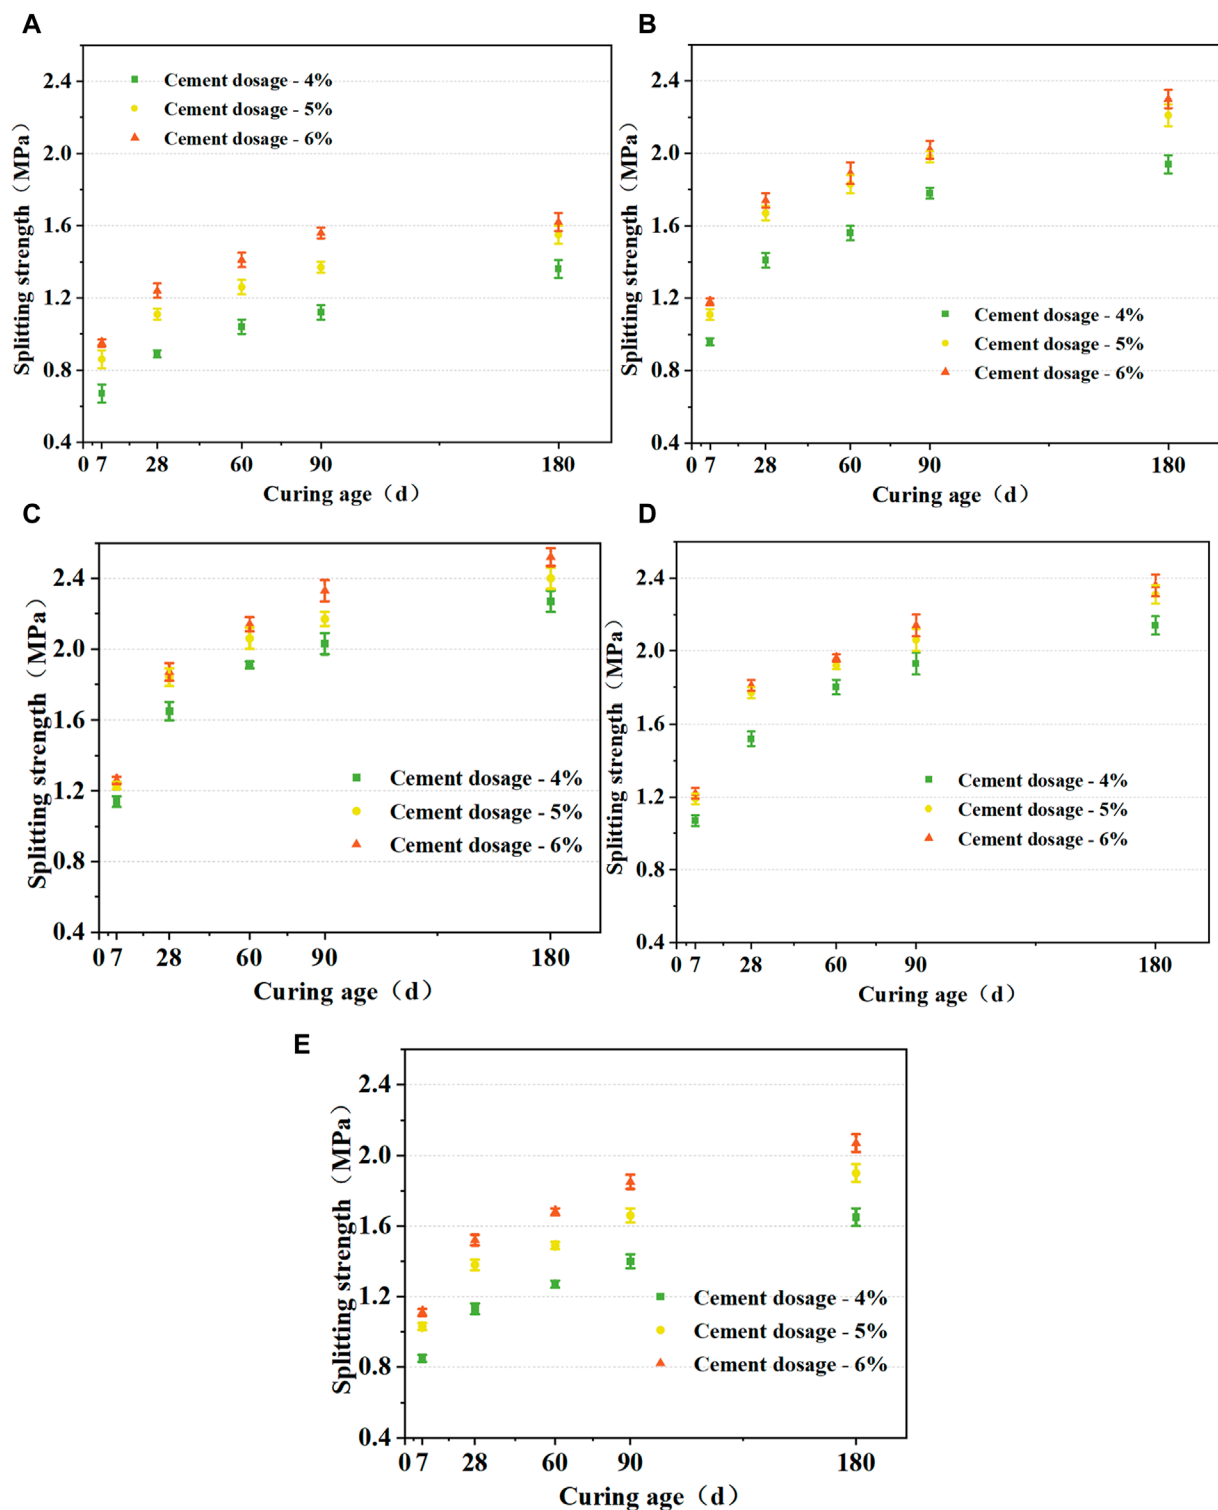 A
Splitting strength（MPa）
2.4
2.0
1.6
1.2
0.8
0.4
Cement dosage - 4%
Cement dosage - 5%
Cement dosage - 6%
0 7 28 60 90 180
Curing age（d）
B
Splitting strength（MPa）
2.4
2.0
1.6
1.2
0.8
0.4
Cement dosage - 4%
Cement dosage - 5%
Cement dosage - 6%
0 7 28 60 90 180
Curing age（d）
C
Splitting strength（MPa）
2.4
2.0
1.6
1.2
0.8
0.4
Cement dosage - 4%
Cement dosage - 5%
Cement dosage - 6%
0 7 28 60 90 180
Curing age（d）
D
Splitting strength（MPa）
2.4
2.0
1.6
1.2
0.8
0.4
Cement dosage - 4%
Cement dosage - 5%
Cement dosage - 6%
0 7 28 60 90 180
Curing age（d）
E
Splitting strength（MPa）
2.4
2.0
1.6
1.2
0.8
0.4
Cement dosage - 4%
Cement dosage - 5%
Cement dosage - 6%
0 7 28 60 90 180
Curing age（d）